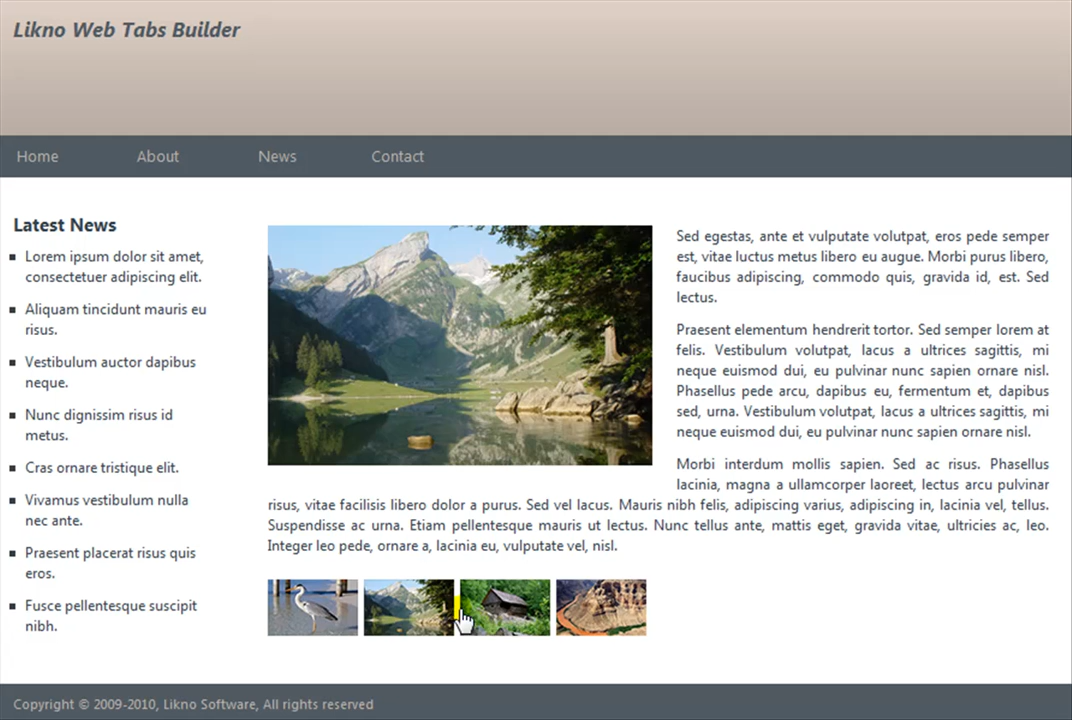 Likno Web Tabs Builder
Home About News Contact
Latest News
Lorem ipsum dolor sit amet,
consectetuer adipiscing elit.
Aliquam tincidunt mauris eu
risus.
Vestibulum auctor dapibus
neque.
Nunc dignissim risus id
metus.
Cras ornare tristique elit.
Vivamus vestibulum nulla
nec ante.
Praesent placerat risus quis
eros.
Fusce pellentesque suscipit
nibh.
Sed egestas, ante et vulputate volutpat, eros pede semper
est, vitae luctus metus libero eu augue. Morbi purus libero,
faucibus adipiscing, commodo quis, gravida id, est. Sed
lectus.
Praesent elementum hendrerit tortor. Sed semper lorem at
felis. Vestibulum volutpat, lacus a ultrices sagittis, mi
neque euismod dui, eu pulvinar nunc sapien ornare nisl.
Phasellus pede arcu, dapibus eu, fermentum et, dapibus
sed, urna. Vestibulum volutpat, lacus a ultrices sagittis, mi
neque euismod dui, eu pulvinar nunc sapien ornare nisl.
Morbi interdum mollis sapien. Sed ac risus. Phasellus
lacinia, magna a ullamcorper laoreet, lectus arcu pulvinar
risus, vitae facilisis libero dolor a purus. Sed vel lacus. Mauris nibh felis, adipiscing varius, adipiscing in, lacinia vel, tellus.
Suspendisse ac urna. Etiam pellentesque mauris ut lectus. Nunc tellus ante, mattis eget, gravida vitae, ultricies ac, leo.
Integer leo pede, ornare a, lacinia eu, vulputate vel, nisl.
Copyright © 2009-2010, Likno Software, All rights reserved